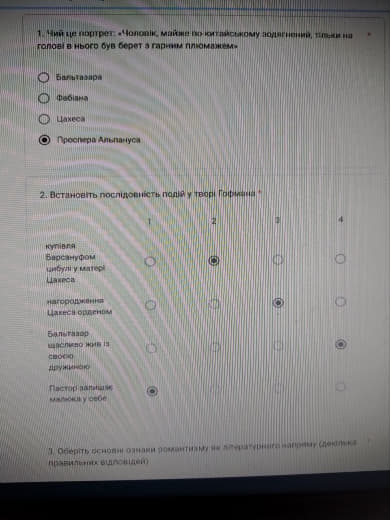 1. Чий це портрет: «Чоловік, майже по-китайському зодягнений, тільки на *
голові в нього був берет з гарним плюмажем»
Бальтазара
Фабіана
Цахеса
Проспера Альпануса
2. Встановіть послідовність подій у творі Гофмана *
1 2 3 4
купівля
Барсануфом
цибулі у матері
Цахеса
нагородження
Цахеса орденом
Бальтазар
щасливо жив із
своєю
дружиною
Пастор залишає
малюка у себе
3. Оберіть основні ознаки романтизму як літературного напряму (декілька *
правильних відповідей)